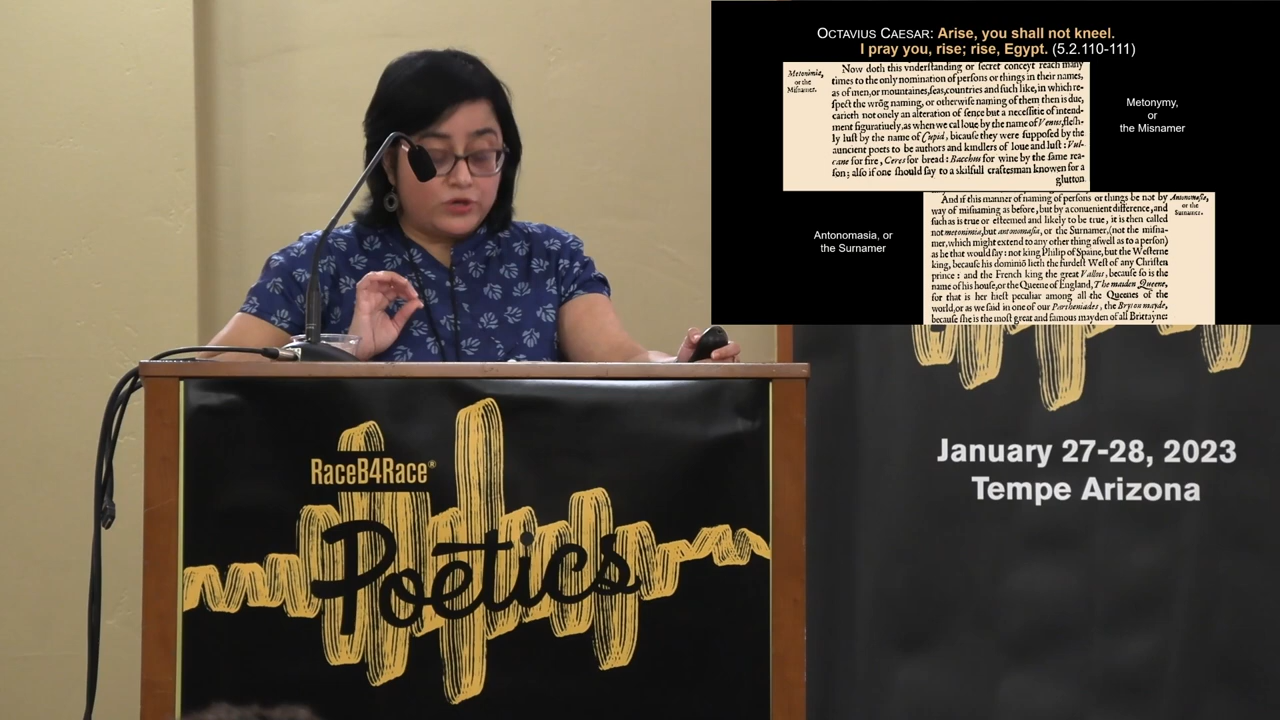 OCTAVIUS CAESAR: Arise, you shall not kneel.
I pray you, rise; rise, Egypt. (5.2.110-111)
Metonimia,
or the
Misnamer.
Now doth this vnderstanding or secret conceyt reach many
times to the only nomination of persons or things in their names,
as of men, or mountaines, seas, countries and such like, in which re-
spect the wrõg naming, or otherwise naming of them then is due,
carieth not onely an alteration of sence but a necessitie of intend-
ment figuratiuely, as when we cal loue by the name of Venus, flesh-
ly lust by the name of Cupid, bicause they were supposed by the
auncient poets to be authors and kindlers of loue and lust: Vul-
cane for fire, Ceres for bread: Bacchus for wine by the same rea-
son; also if one should say to a skilfull craftesman knowen for a
glutton
Metonymy,
or
the Misnamer
Antonomasia, or
the Surnamer
Antonomasia,
or the
Surnamer.
And if this manner of naming of persons or things be not by
way of misnaming as before, but by a conuenient difference, and
such as is true or esteemed and likely to be true, it is then called
not metonimia, but antonomasia, or the Surnamer, (not the misna-
mer, which might extend to any other thing aswell as to a person)
as he that would say: not king Philip of Spaine, but the Westerne
king, because his dominiõ lieth the furdest West of any Christen
prince: and the French king the great Vallois, because so is the
name of his house, or the Queene of England, The maiden Queene,
for that is her hiest peculiar among all the Queenes of the
world, or as we said in one of our Partheniades, the Bryton mayde,
because she is the most great and famous mayden of all Brittayne:
RaceB4Race®
Poetics
January 27-28, 2023
Tempe Arizona